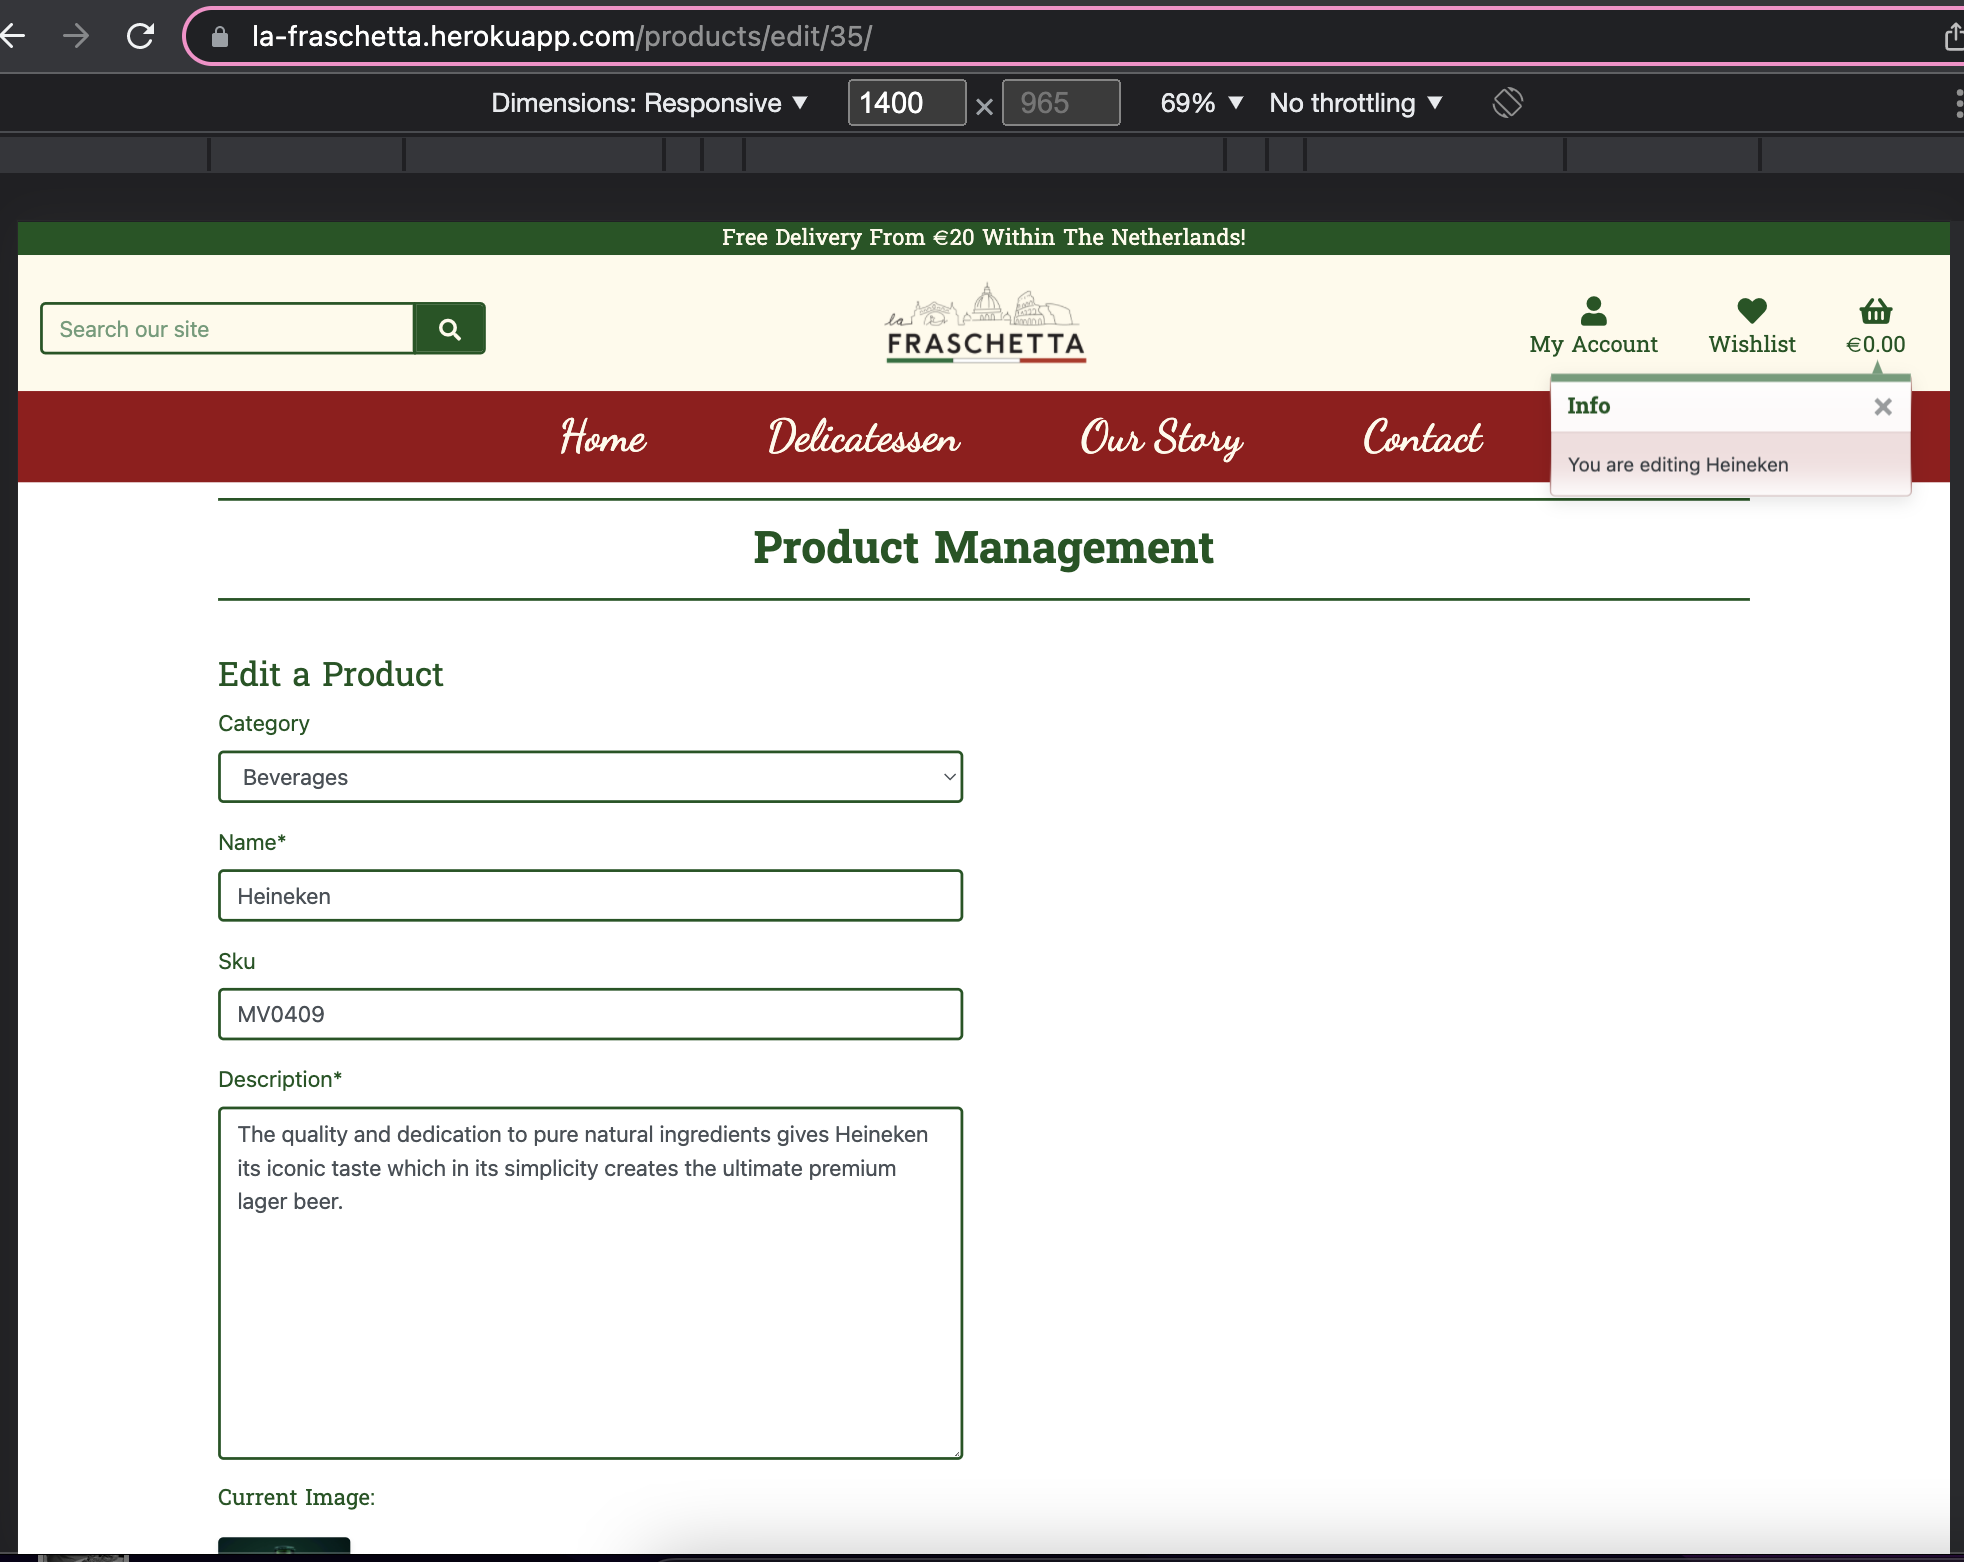 la-fraschetta.herokuapp.com/products/edit/35/
Dimensions: Responsive ▼ 1400 × 965 69% ▼ No throttling ▼
Free Delivery From €20 Within The Netherlands!
Search our site
la
FRASCHETTA
My Account
Wishlist
€0.00
Home
Delicatessen
Our Story
Contact
Info ×
You are editing Heineken
Product Management
Edit a Product
Category
Beverages
Name*
Heineken
Sku
MV0409
Description*
The quality and dedication to pure natural ingredients gives Heineken
its iconic taste which in its simplicity creates the ultimate premium
lager beer.
Current Image: